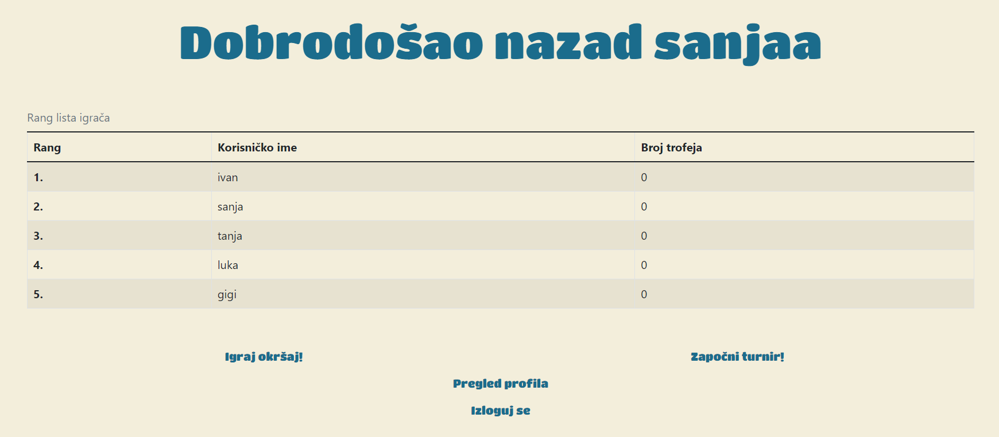 Dobrodošao nazad sanjaa
Rang lista igrača
Rang Korisničko ime Broj trofeja
1. ivan 0
2. sanja 0
3. tanja 0
4. luka 0
5. gigi 0
Igraj okršaj! Započni turnir!
Pregled profila
Izloguj se